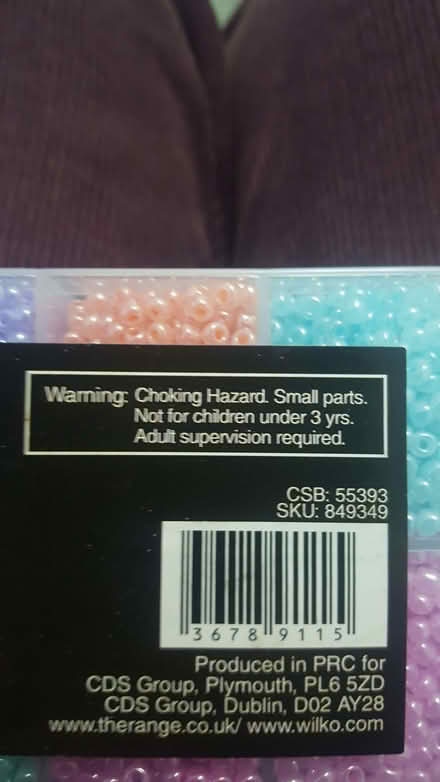 Warning: Choking Hazard. Small parts.
Not for children under 3 yrs.
Adult supervision required.
CSB: 55393
SKU: 849349
3678 9115
Produced in PRC for
CDS Group, Plymouth, PL6 5ZD
CDS Group, Dublin, D02 AY28
www.therange.co.uk/ www.wilko.com